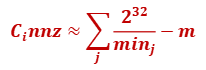 C_i nnz ≈ ∑_j 2^32 / min_j − m